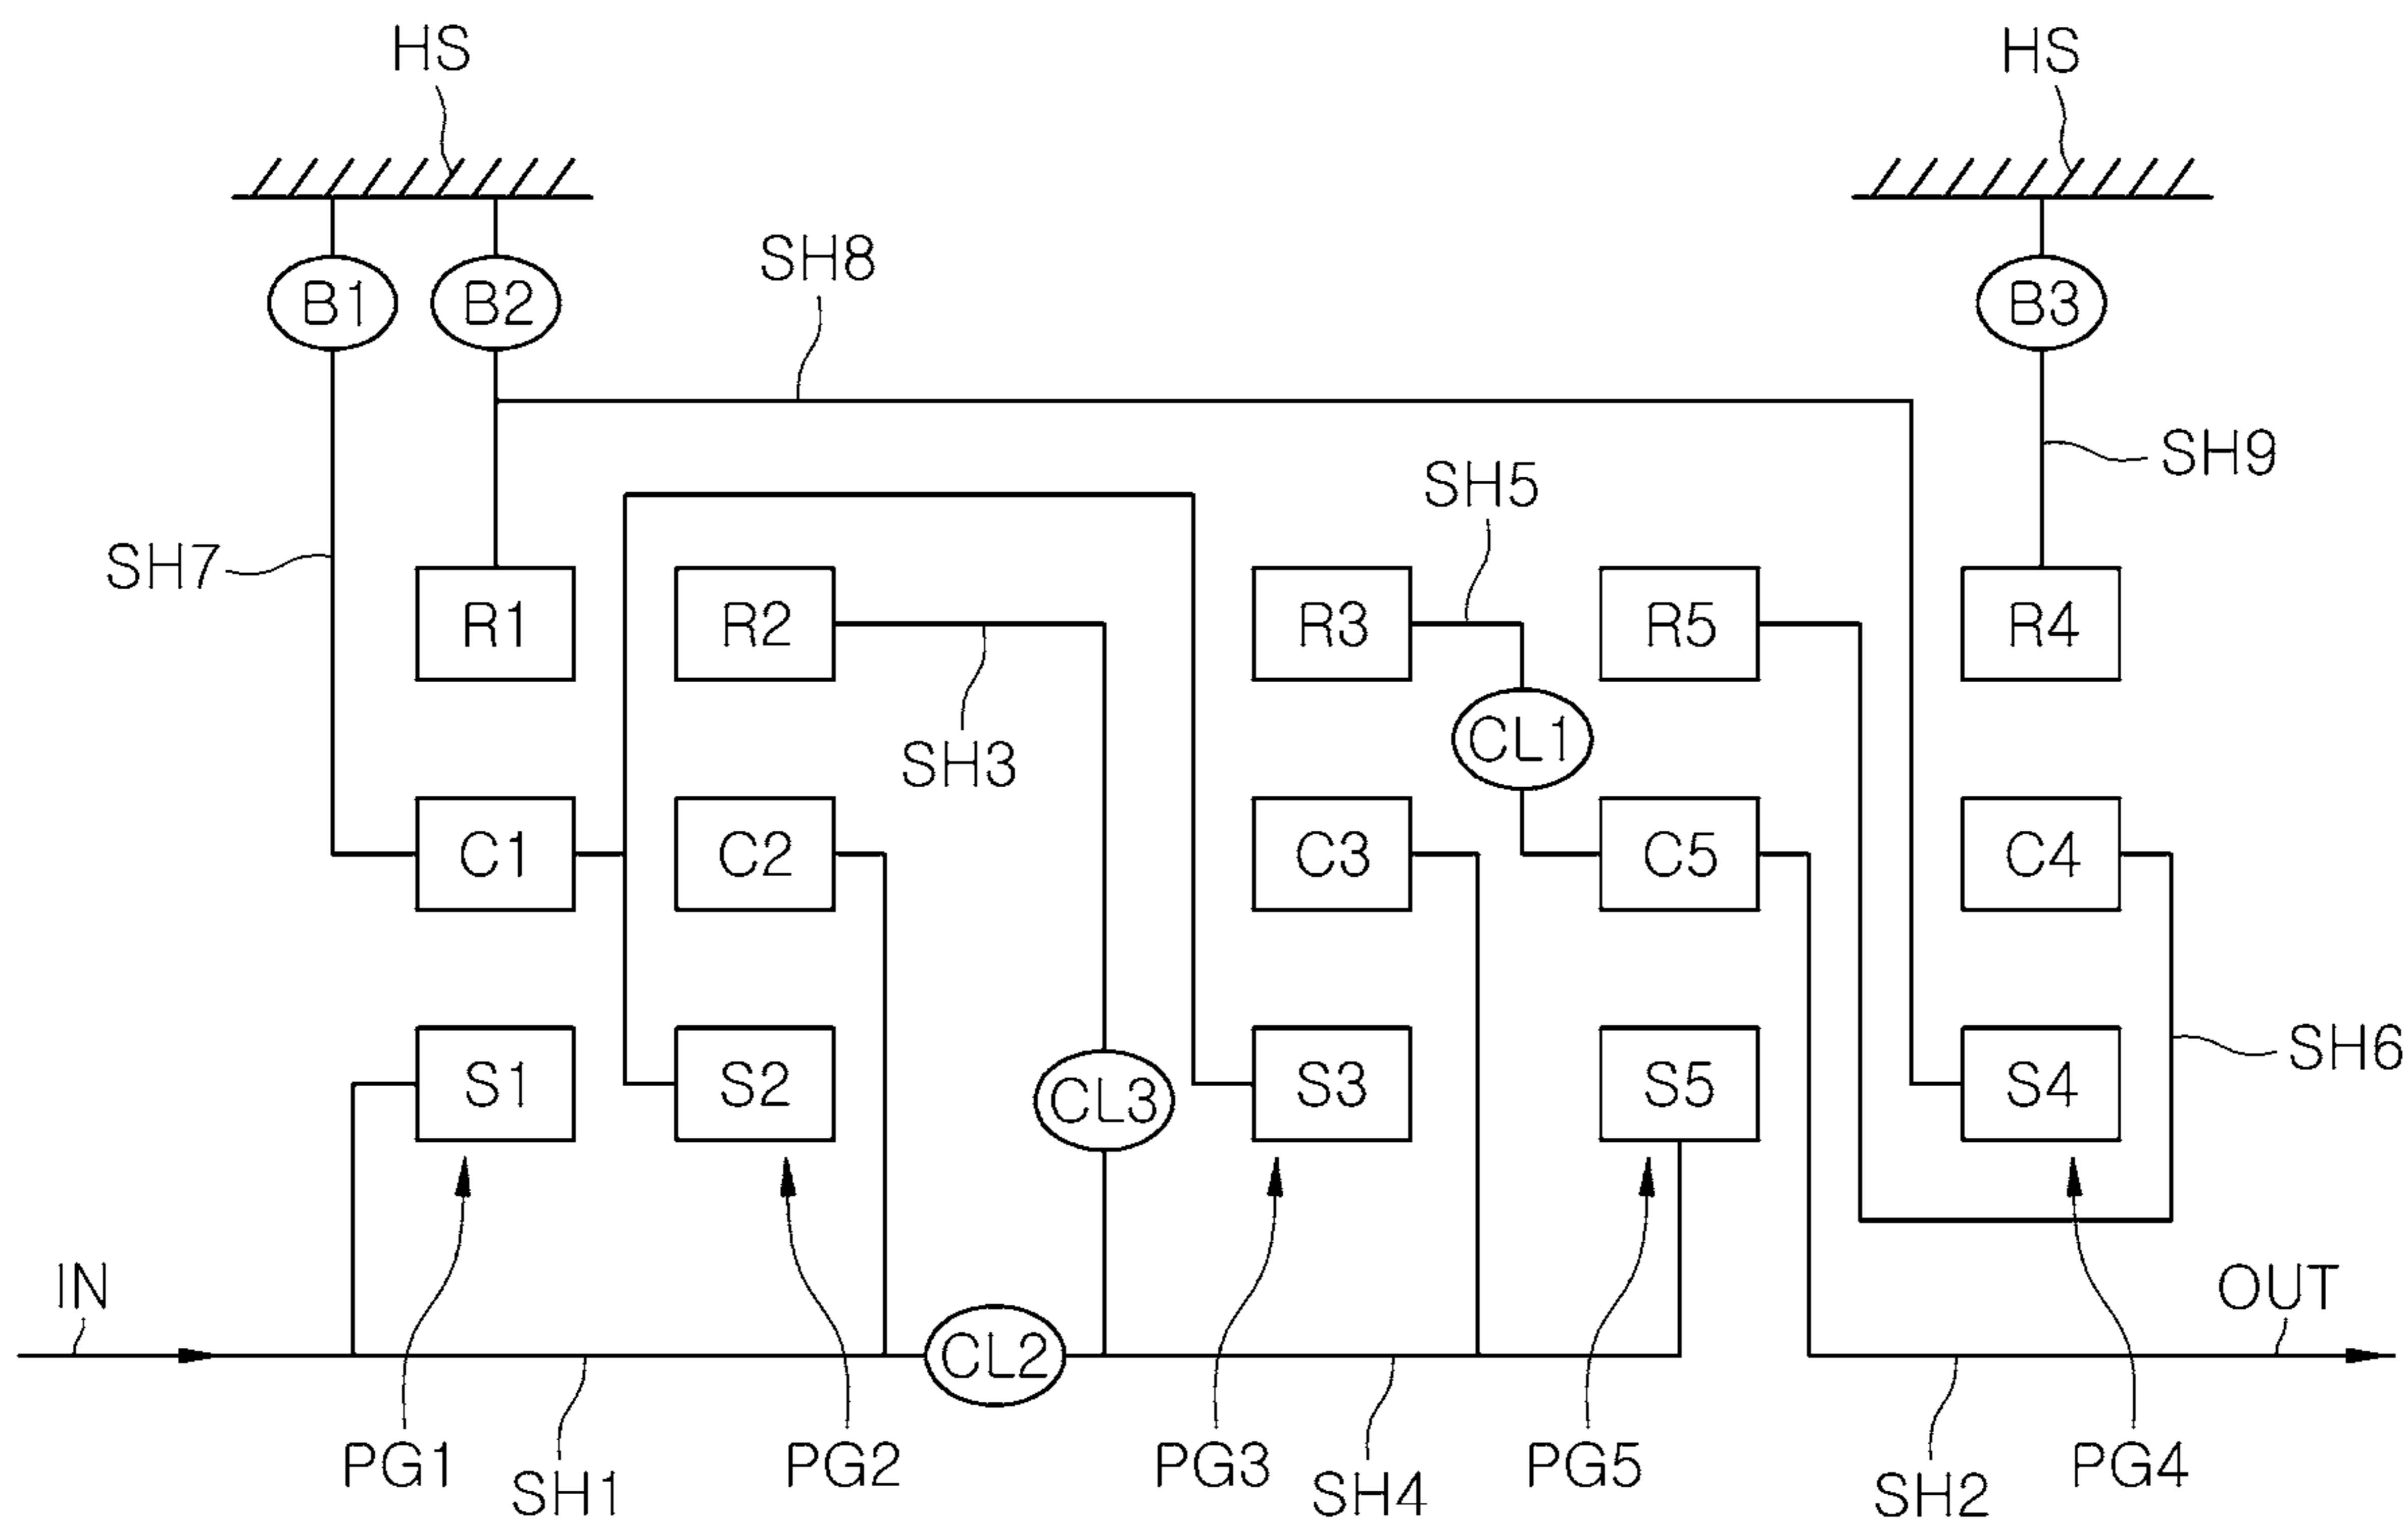 HS HS
B1 B2 SH8 B3
SH5 SH9
SH7 R1 R2 R3 R5 R4
SH3 CL1
C1 C2 C3 C5 C4
S1 S2 CL3 S3 S5 S4 SH6
IN CL2 OUT
PG1 SH1 PG2 PG3 SH4 PG5 SH2 PG4